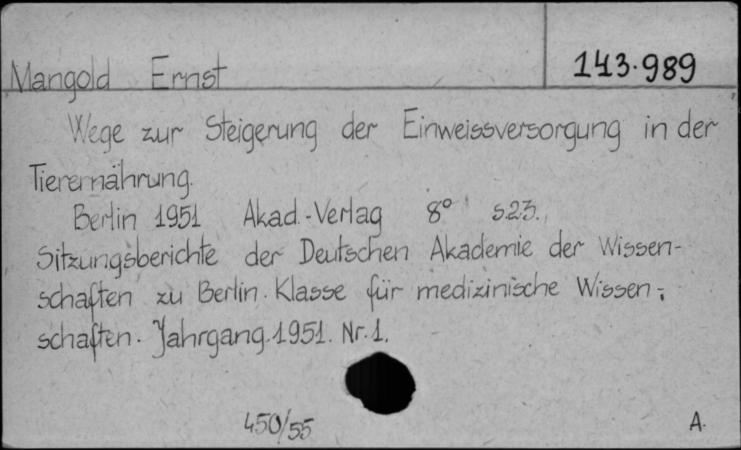 Mangold Ernst 143.989
Wege zur Steigerung der Einweissversorgung in der
Tierernährung.
Berlin 1951 Akad.-Verlag 8° s.23.
Sitzungsberichte der Deutschen Akademie der Wissen-
schaften zu Berlin. Klasse für medizinische Wissen-
schaften. Jahrgang.1951. Nr.1.
450/55 A.